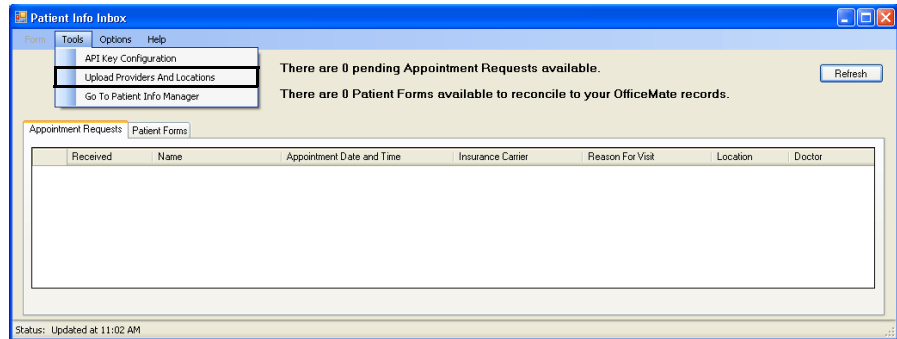 Patient Info Inbox
Form Tools Options Help
API Key Configuration
Upload Providers And Locations
Go To Patient Info Manager
There are 0 pending Appointment Requests available.
There are 0 Patient Forms available to reconcile to your OfficeMate records.
Refresh
Appointment Requests Patient Forms
Received Name Appointment Date and Time Insurance Carrier Reason For Visit Location Doctor
Status: Updated at 11:02 AM